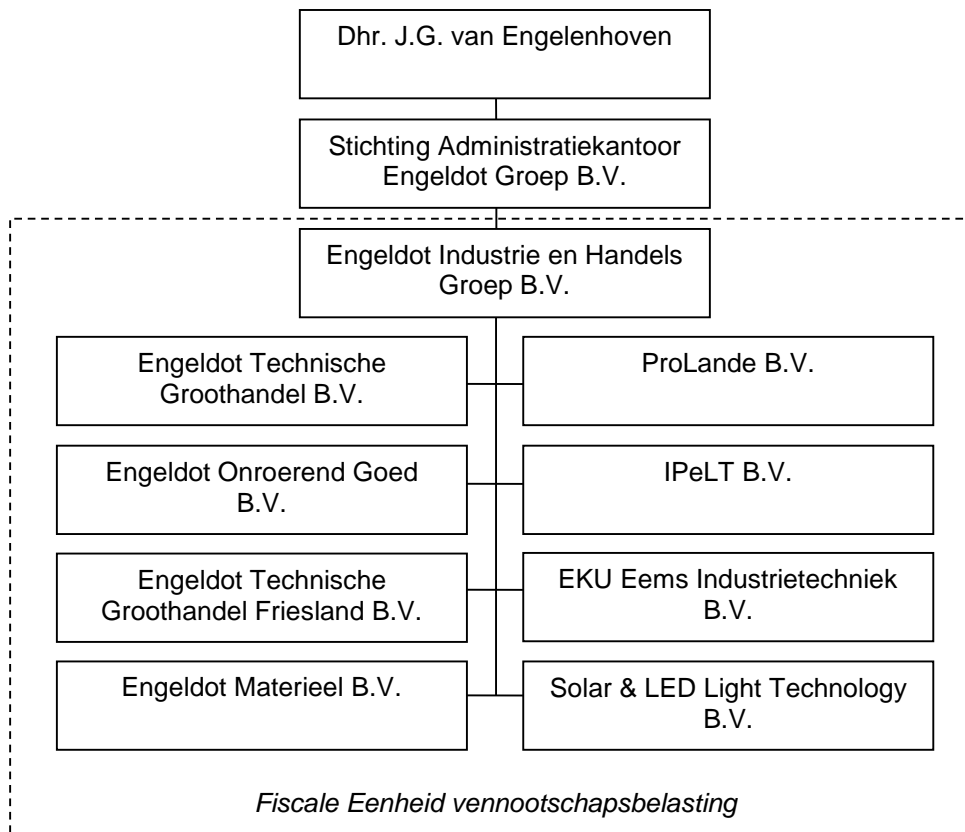 Dhr. J.G. van Engelenhoven
Stichting Administratiekantoor
Engeldot Groep B.V.
Engeldot Industrie en Handels
Groep B.V.
Engeldot Technische
Groothandel B.V.
ProLande B.V.
Engeldot Onroerend Goed
B.V.
IPeLT B.V.
Engeldot Technische
Groothandel Friesland B.V.
EKU Eems Industrietechniek
B.V.
Engeldot Materieel B.V.
Solar & LED Light Technology
B.V.
Fiscale Eenheid vennootschapsbelasting